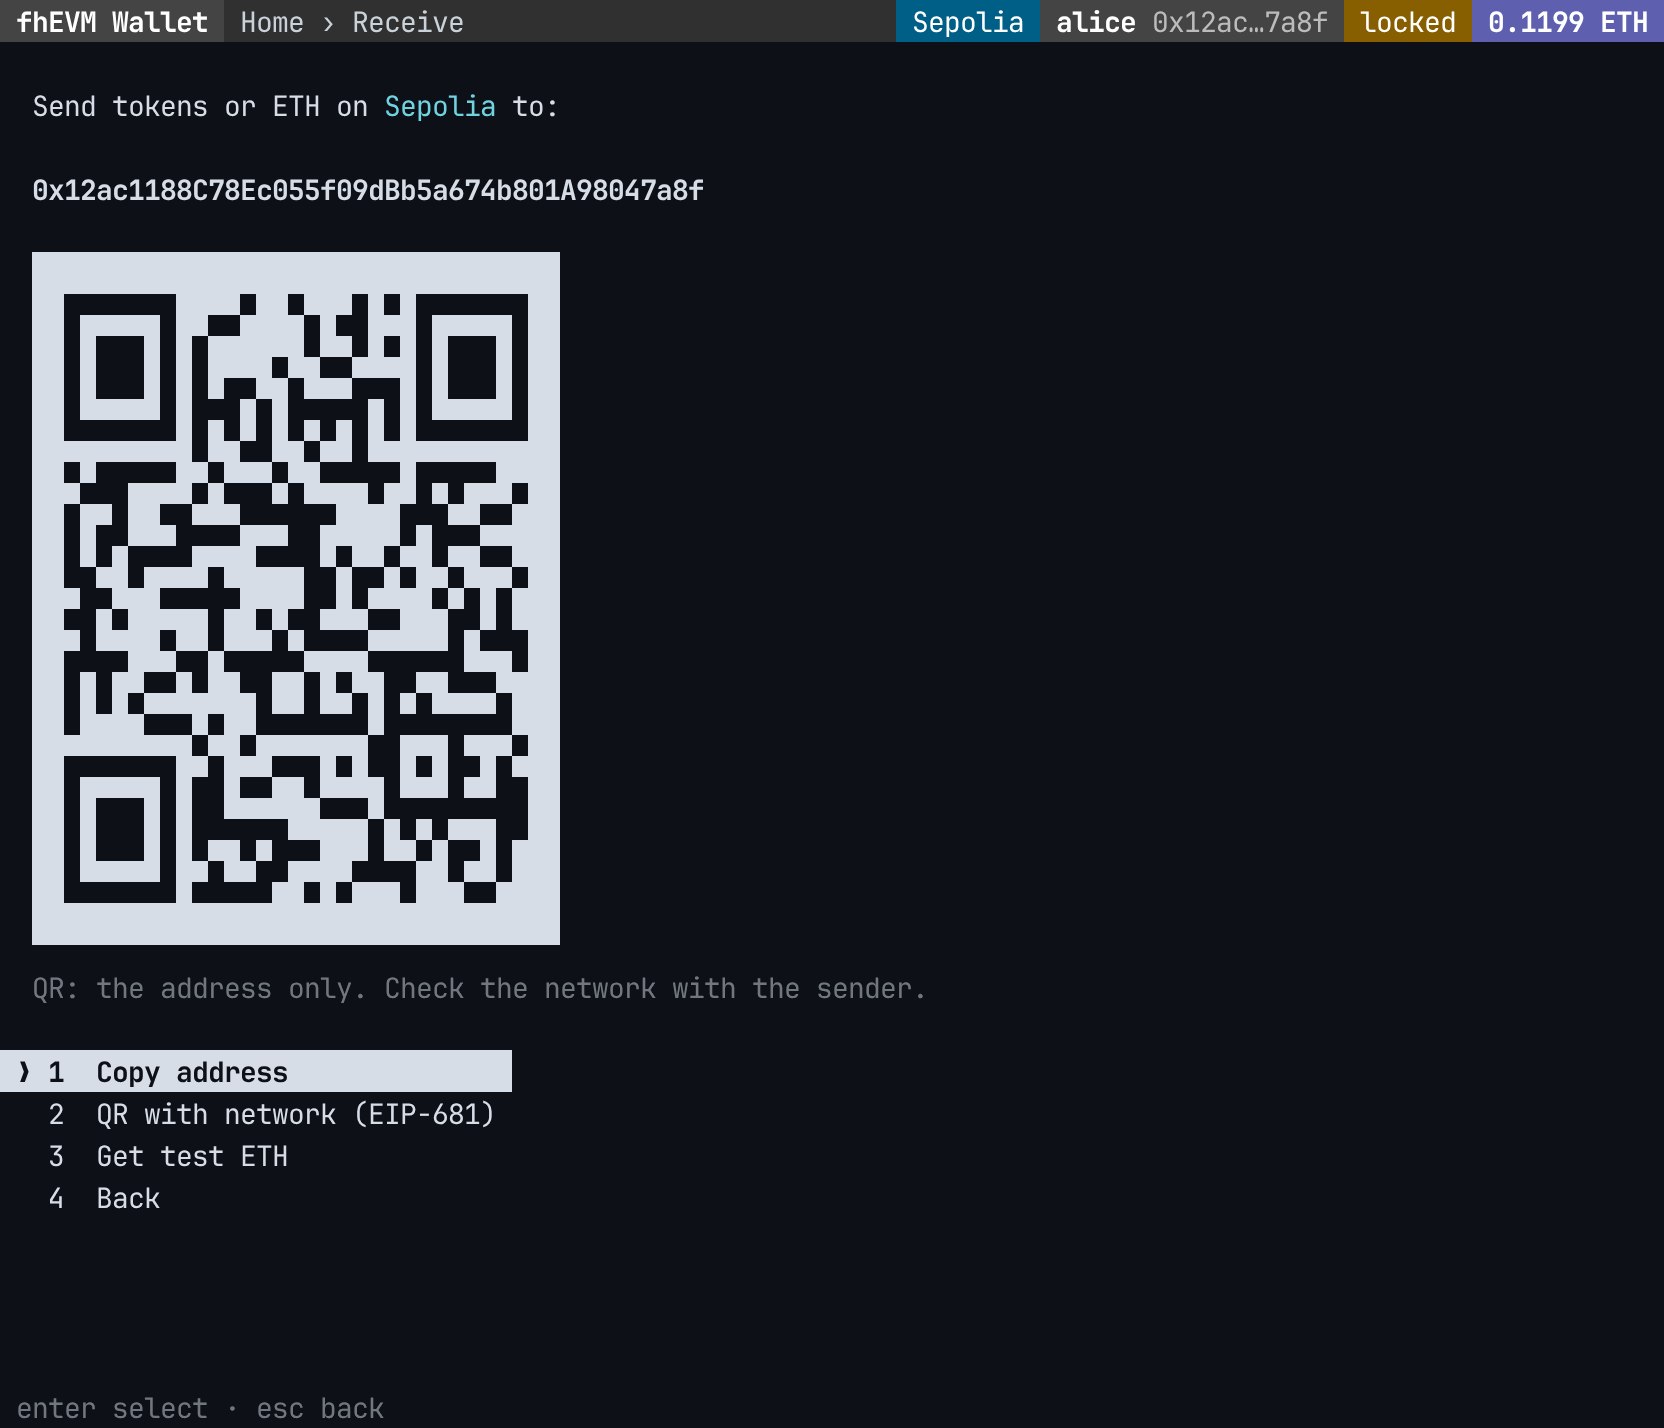 fhEVM Wallet Home › Receive Sepolia alice 0x12ac…7a8f locked 0.1199 ETH
Send tokens or ETH on Sepolia to:
0x12ac1188C78Ec055f09dBb5a674b801A98047a8f
QR: the address only. Check the network with the sender.
❯ 1 Copy address
2 QR with network (EIP-681)
3 Get test ETH
4 Back
enter select · esc back